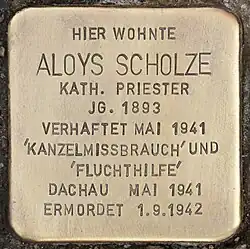 HIER WOHNTE
ALOYS SCHOLZE
KATH. PRIESTER
JG. 1893
VERHAFTET MAI 1941
'KANZELMISSBRAUCH' UND
'FLUCHTHILFE'
DACHAU MAI 1941
ERMORDET 1.9.1942